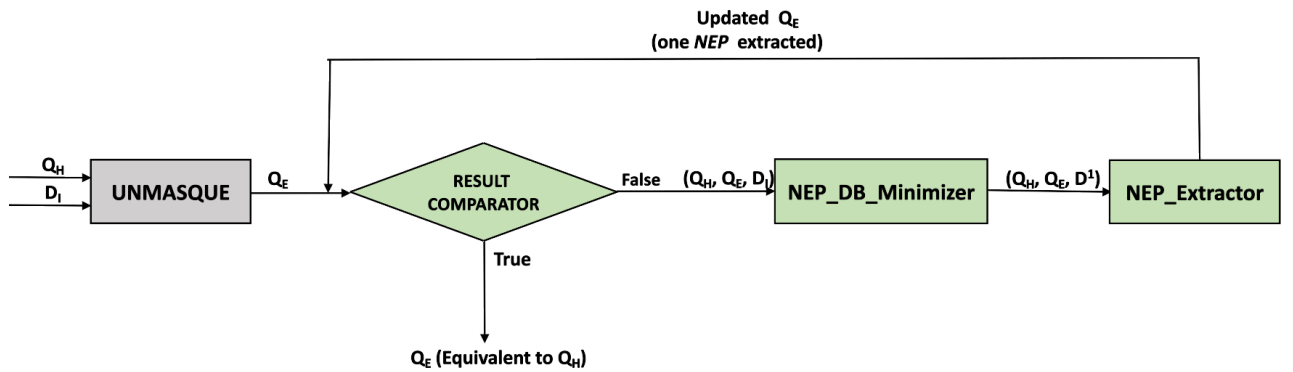 Updated Q_E
(one NEP extracted)
Q_H
D_I
UNMASQUE
Q_E
RESULT
COMPARATOR
False
(Q_H, Q_E, D_I)
NEP_DB_Minimizer
(Q_H, Q_E, D¹)
NEP_Extractor
True
Q_E (Equivalent to Q_H)